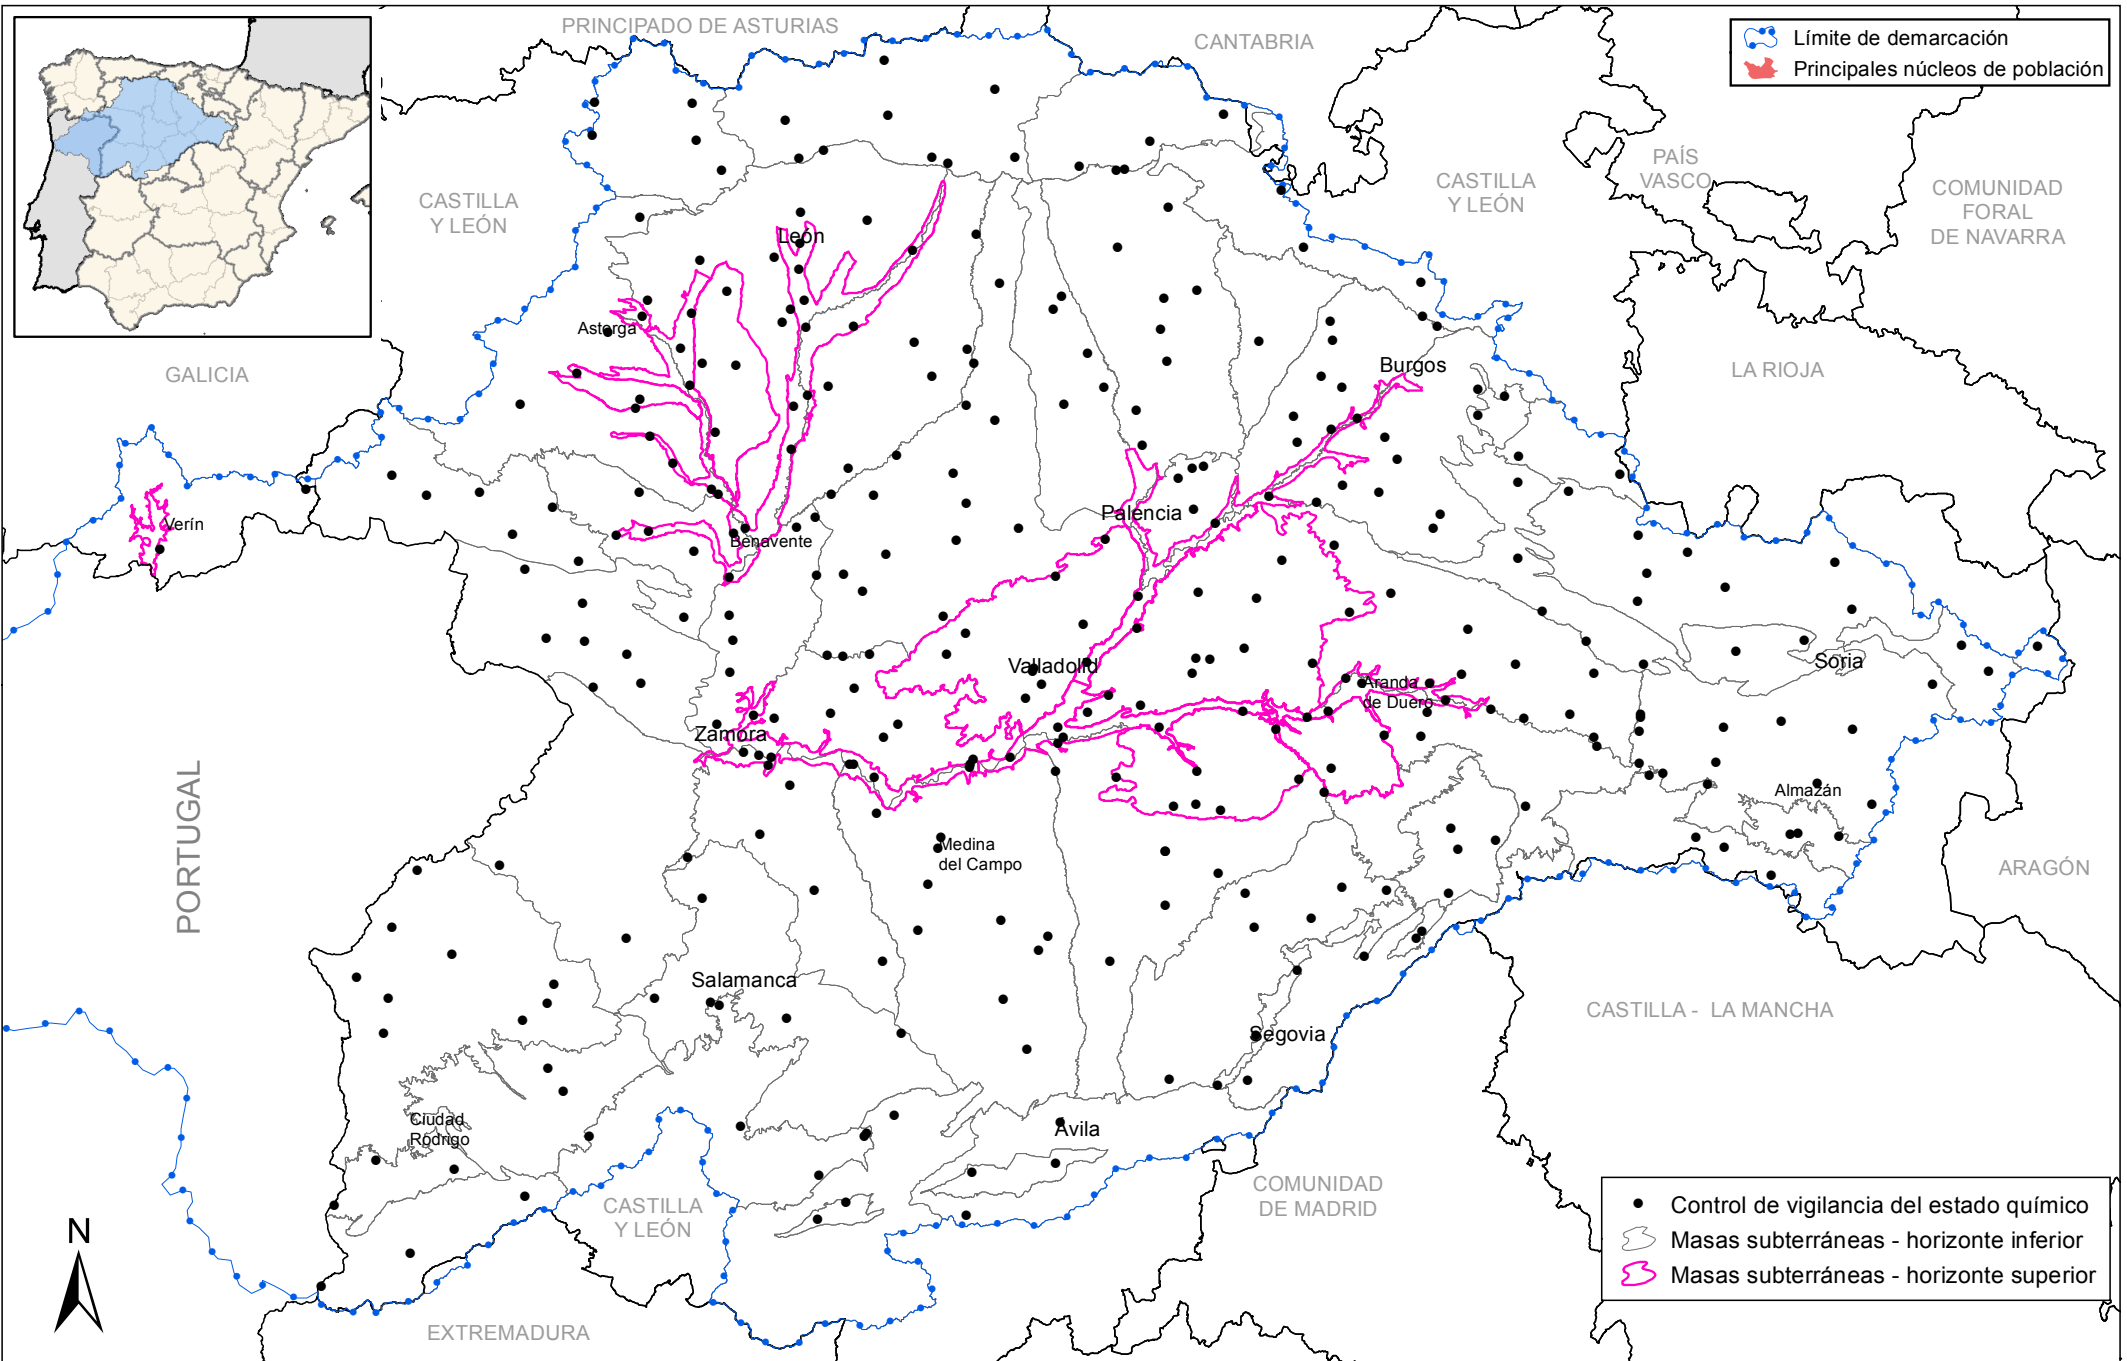 PRINCIPADO DE ASTURIAS
CANTABRIA
Límite de demarcación
Principales núcleos de población
CASTILLA
Y LEÓN
CASTILLA
Y LEÓN
PAÍS
VASCO
COMUNIDAD
FORAL
DE NAVARRA
León
Astorga
GALICIA
Burgos
LA RIOJA
Verín
Benavente
Palencia
Valladolid
Aranda
de Duero
Soria
Zamora
PORTUGAL
Almazán
Medina
del Campo
ARAGÓN
Salamanca
Segovia
CASTILLA - LA MANCHA
Ciudad
Rodrigo
Ávila
CASTILLA
Y LEÓN
COMUNIDAD
DE MADRID
N
EXTREMADURA
Control de vigilancia del estado químico
Masas subterráneas - horizonte inferior
Masas subterráneas - horizonte superior